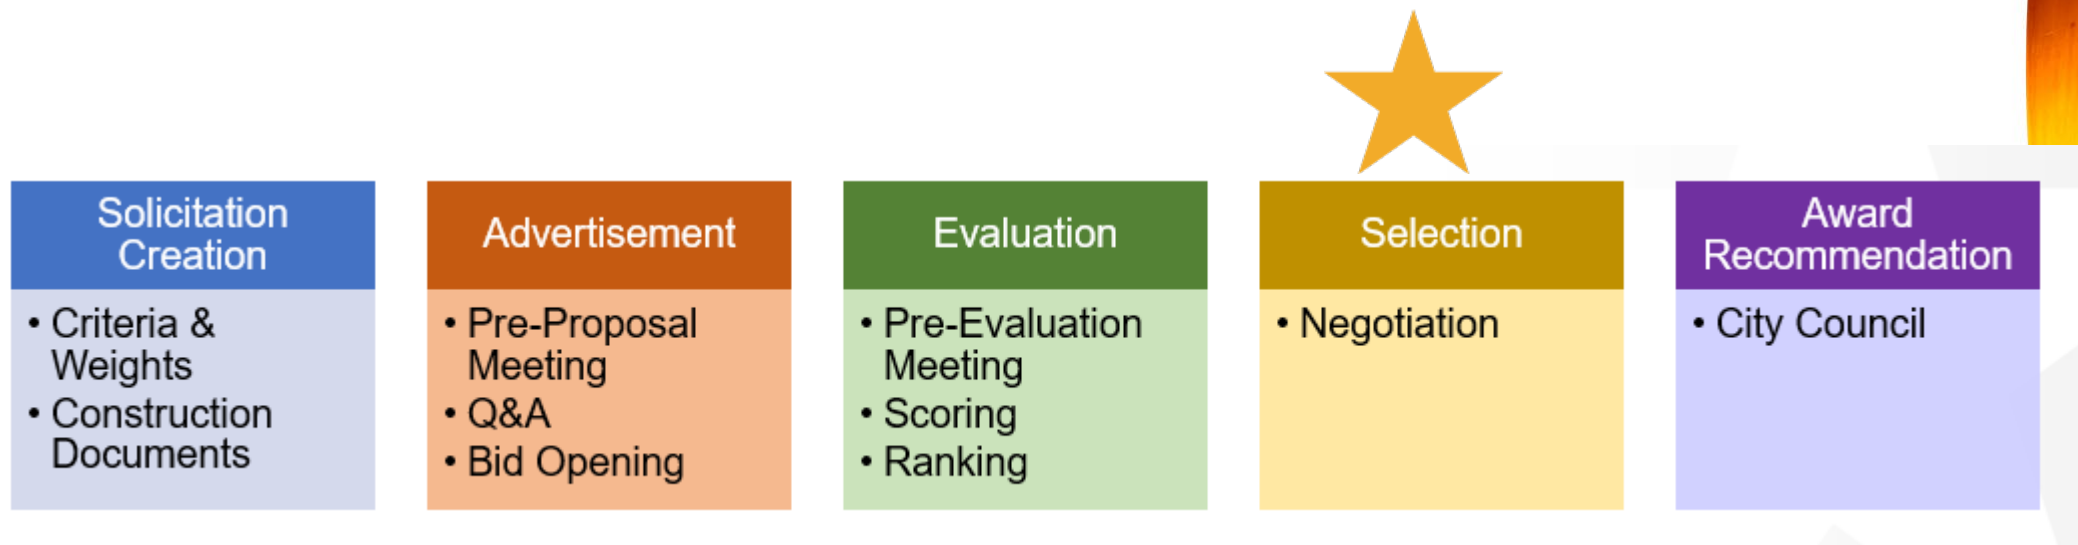 Solicitation
Creation
• Criteria &
Weights
• Construction
Documents
Advertisement
• Pre-Proposal
Meeting
• Q&A
• Bid Opening
Evaluation
• Pre-Evaluation
Meeting
• Scoring
• Ranking
Selection
• Negotiation
Award
Recommendation
• City Council